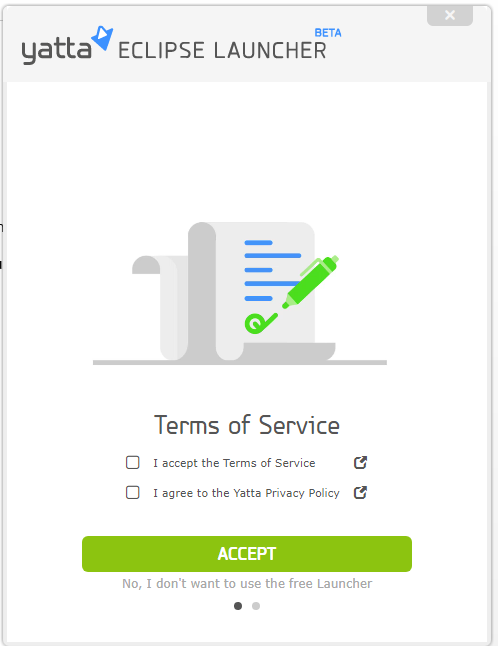 BETA
yatta ECLIPSE LAUNCHER
Terms of Service
I accept the Terms of Service
I agree to the Yatta Privacy Policy
ACCEPT
No, I don't want to use the free Launcher